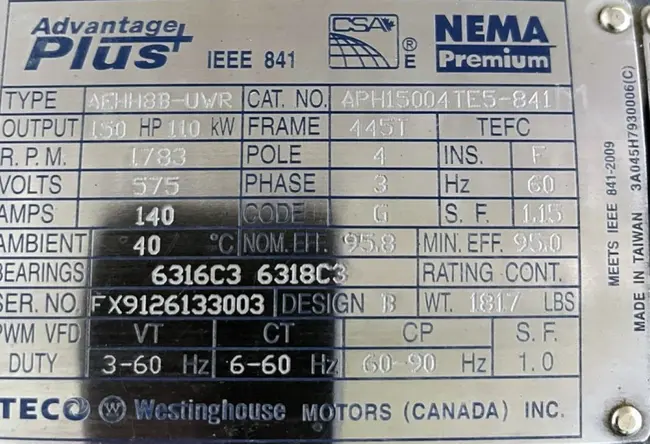 Advantage Plus+ IEEE 841 CSA ® E NEMA Premium
TYPE AEHH8B-UWR CAT. NO. APH15004TE5-841
OUTPUT 150 HP 110 kW FRAME 445T TEFC
R.P.M. 1783 POLE 4 INS. F
VOLTS 575 PHASE 3 Hz 60
AMPS 140 CODE G S. F. 1.15
AMBIENT 40 °C NOM. EFF. 95.8 MIN. EFF. 95.0
BEARINGS 6316C3 6318C3 RATING CONT.
SER. NO. FX9126133003 DESIGN B WT. 1817 LBS
PWM VFD VT CT CP S. F.
DUTY 3-60 Hz 6-60 Hz 60-90 Hz 1.0
TECO W Westinghouse MOTORS (CANADA) INC.
MEETS IEEE 841-2009
MADE IN TAIWAN 3A045H7930006(C)